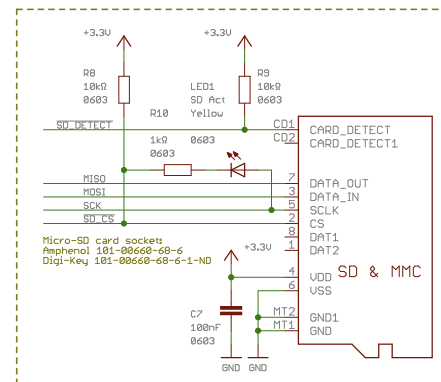 +3.3V
+3.3V
R8
10kΩ
0603
LED1
SD Act
Yellow
R9
10kΩ
0603
R10
1kΩ
0603
0603
SD_DETECT
CD1
CD2
CARD_DETECT
CARD_DETECT1
MISO
7
DATA_OUT
MOSI
3
DATA_IN
SCK
5
SCLK
SD_CS
2
CS
8
DAT1
1
DAT2
Micro-SD card socket:
Amphenol 101-00660-68-6
Digi-Key 101-00660-68-6-1-ND
+3.3V
4
VDD
6
VSS
SD & MMC
C7
100nF
0603
MT2
GND1
MT1
GND
GND
GND